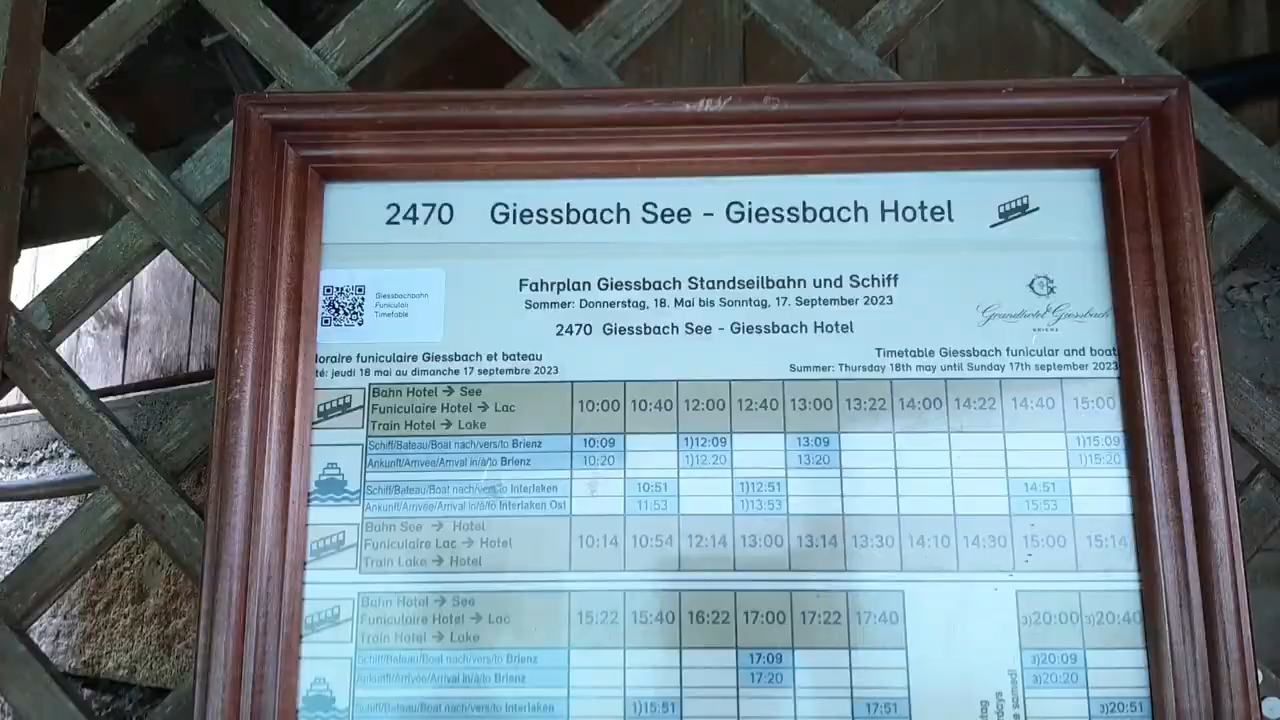 2470 Giessbach See - Giessbach Hotel
Giessbachbahn
Funiculaii
Timetable
Fahrplan Giessbach Standseilbahn und Schiff
Sommer: Donnerstag, 18. Mai bis Sonntag, 17. September 2023
2470 Giessbach See - Giessbach Hotel
Grandhotel Giessbach
BRIENZ
loraire funiculaire Giessbach et bateau
té: jeudi 18 mai au dimanche 17 septembre 2023
Timetable Giessbach funicular and boat
Summer: Thursday 18th may until Sunday 17th september 2023
Bahn Hotel → See
Funiculaire Hotel → Lac
Train Hotel → Lake
10:00 10:40 12:00 12:40 13:00 13:22 14:00 14:22 14:40 15:00
Schiff/Bateau/Boat nach/vers/to Brienz 10:09 1)12:09 13:09 1)15:09
Ankunft/Arrivée/Arrival in/à/to Brienz 10:20 1)12:20 13:20 1)15:20
Schiff/Bateau/Boat nach/vers/to Interlaken 10:51 1)12:51 14:51
Ankunft/Arrivée/Arrival in/à/to Interlaken Ost 11:53 1)13:53 15:53
Bahn See → Hotel
Funiculaire Lac → Hotel
Train Lake → Hotel
10:14 10:54 12:14 13:00 13:14 13:30 14:10 14:30 15:00 15:14
Bahn Hotel → See
Funiculaire Hotel → Lac
Train Hotel → Lake
15:22 15:40 16:22 17:00 17:22 17:40 3)20:00 3)20:40
Schiff/Bateau/Boat nach/vers/to Brienz 17:09 3)20:09
Ankunft/Arrivée/Arrival in/à/to Brienz 17:20 3)20:20
Schiff/Bateau/Boat nach/vers/to Interlaken 1)15:51 17:51 3)20:51